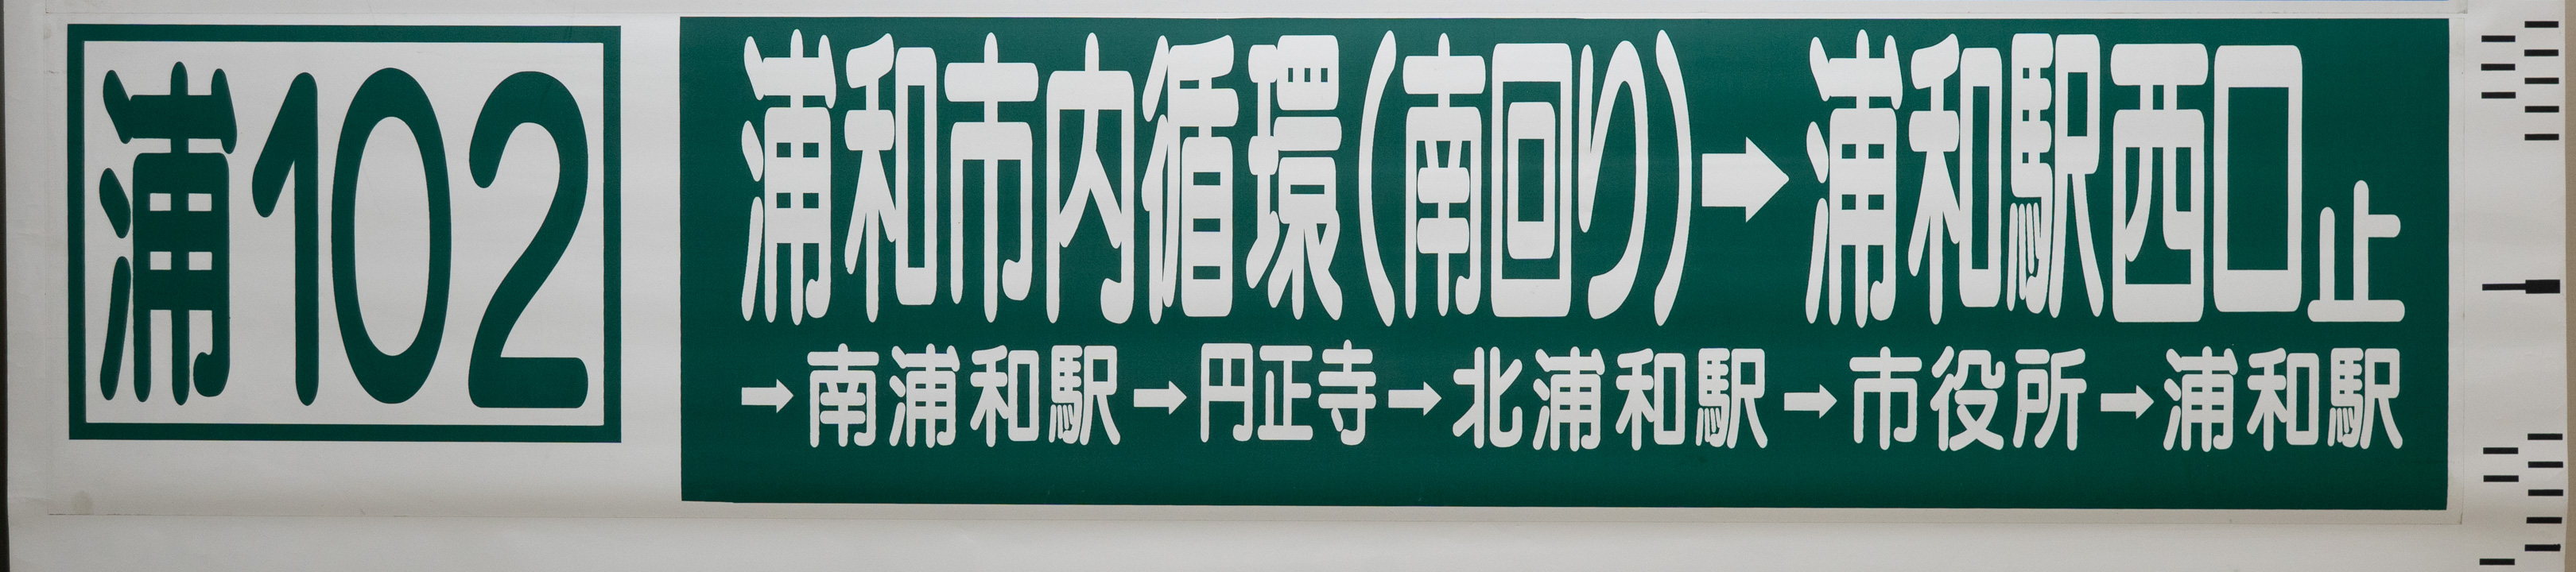 浦102
浦和市内循環(南回り)➡浦和駅西口止
→南浦和駅→円正寺→北浦和駅→市役所→浦和駅